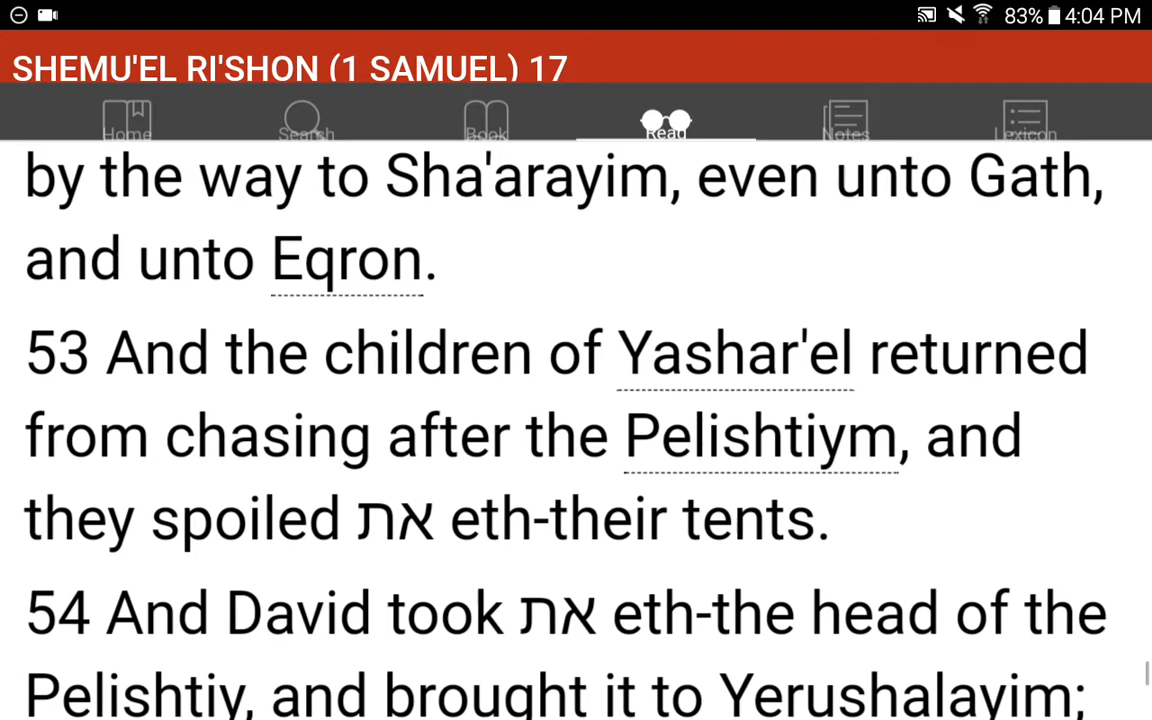 83% 4:04 PM
SHEMU'EL RI'SHON (1 SAMUEL) 17
Home Search Book Read Notes Lexicon
by the way to Sha'arayim, even unto Gath,
and unto Eqron.
53 And the children of Yashar'el returned
from chasing after the Pelishtiym, and
they spoiled את eth-their tents.
54 And David took את eth-the head of the
Pelishtiy, and brought it to Yerushalayim;